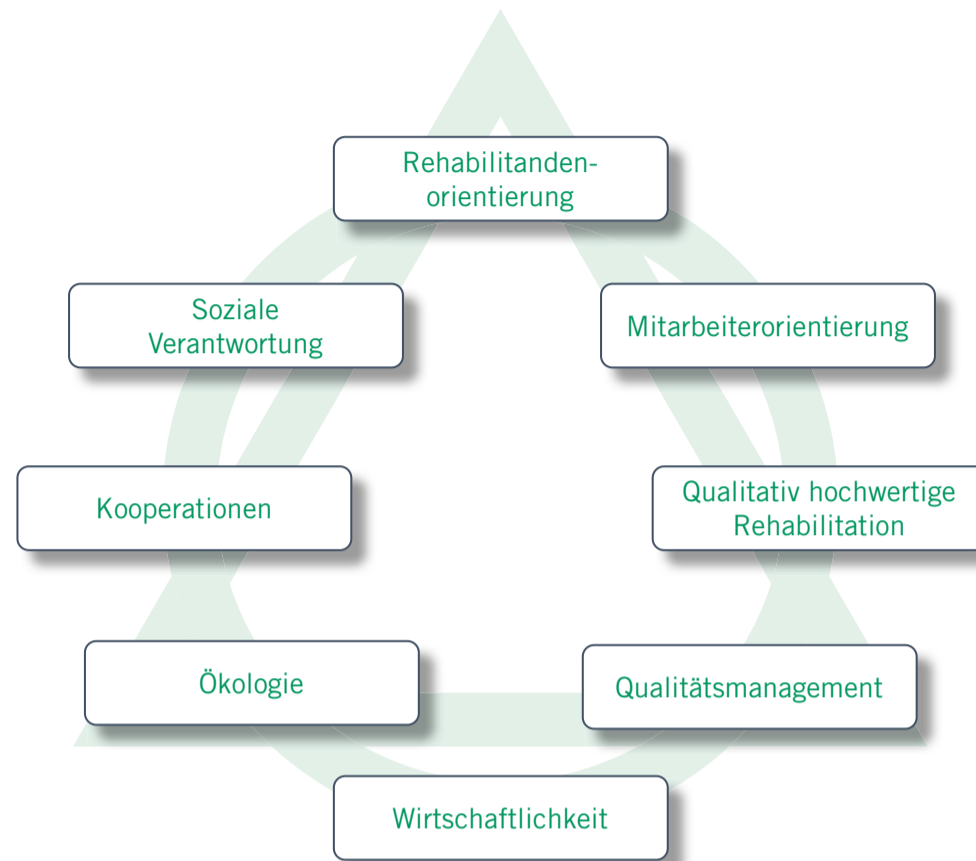 Rehabilitanden-
orientierung
Soziale
Verantwortung
Mitarbeiterorientierung
Kooperationen
Qualitativ hochwertige
Rehabilitation
Ökologie
Qualitätsmanagement
Wirtschaftlichkeit